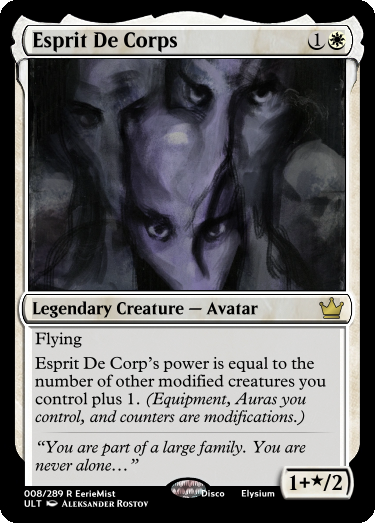 Esprit De Corps 1
Legendary Creature — Avatar
Flying
Esprit De Corp's power is equal to the
number of other modified creatures you
control plus 1. (Equipment, Auras you
control, and counters are modifications.)
"You are part of a large family. You are
never alone…"
1+★/2
008/289 R EerieMist Disco Elysium
ULT Aleksander Rostov